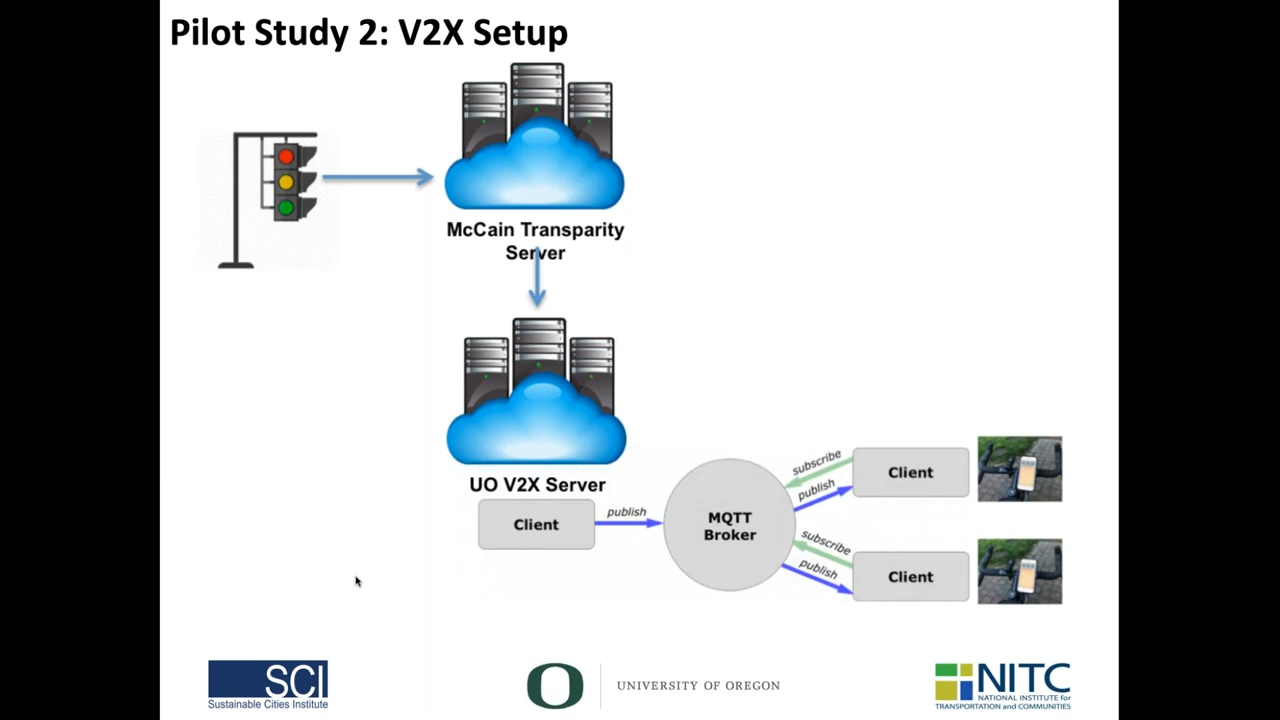 Pilot Study 2: V2X Setup
McCain Transparity
Server
UO V2X Server
Client
publish
MQTT
Broker
subscribe
publish
Client
subscribe
publish
Client
SCI
Sustainable Cities Institute
O
UNIVERSITY OF OREGON
NITC
NATIONAL INSTITUTE for
TRANSPORTATION and COMMUNITIES